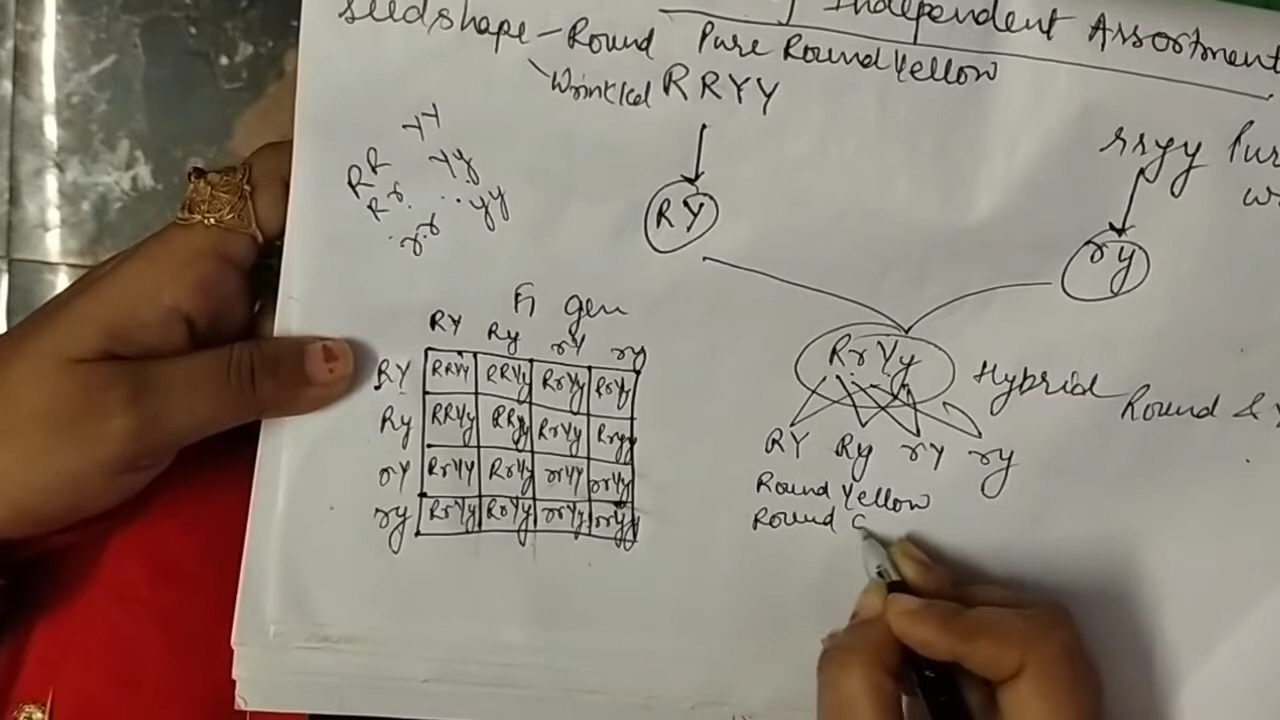 Independent Assortment
Seedshape - Round
Wrinkled
Pure Round Yellow
RRYY
rryy Pur
YY
Yy
yy
RR
Rr
rr
RY
ry
F1 gen
RY Ry rY ry
RY RRYY RRYy RrYy RrYy
Ry RRYy RRyy RrYy Rryy
rY RrYY RrYy rrYY rrYy
ry RrYy RrYy rrYy rryy
RrYy
Hybrid Round &
RY Ry rY ry
Round Yellow
Round